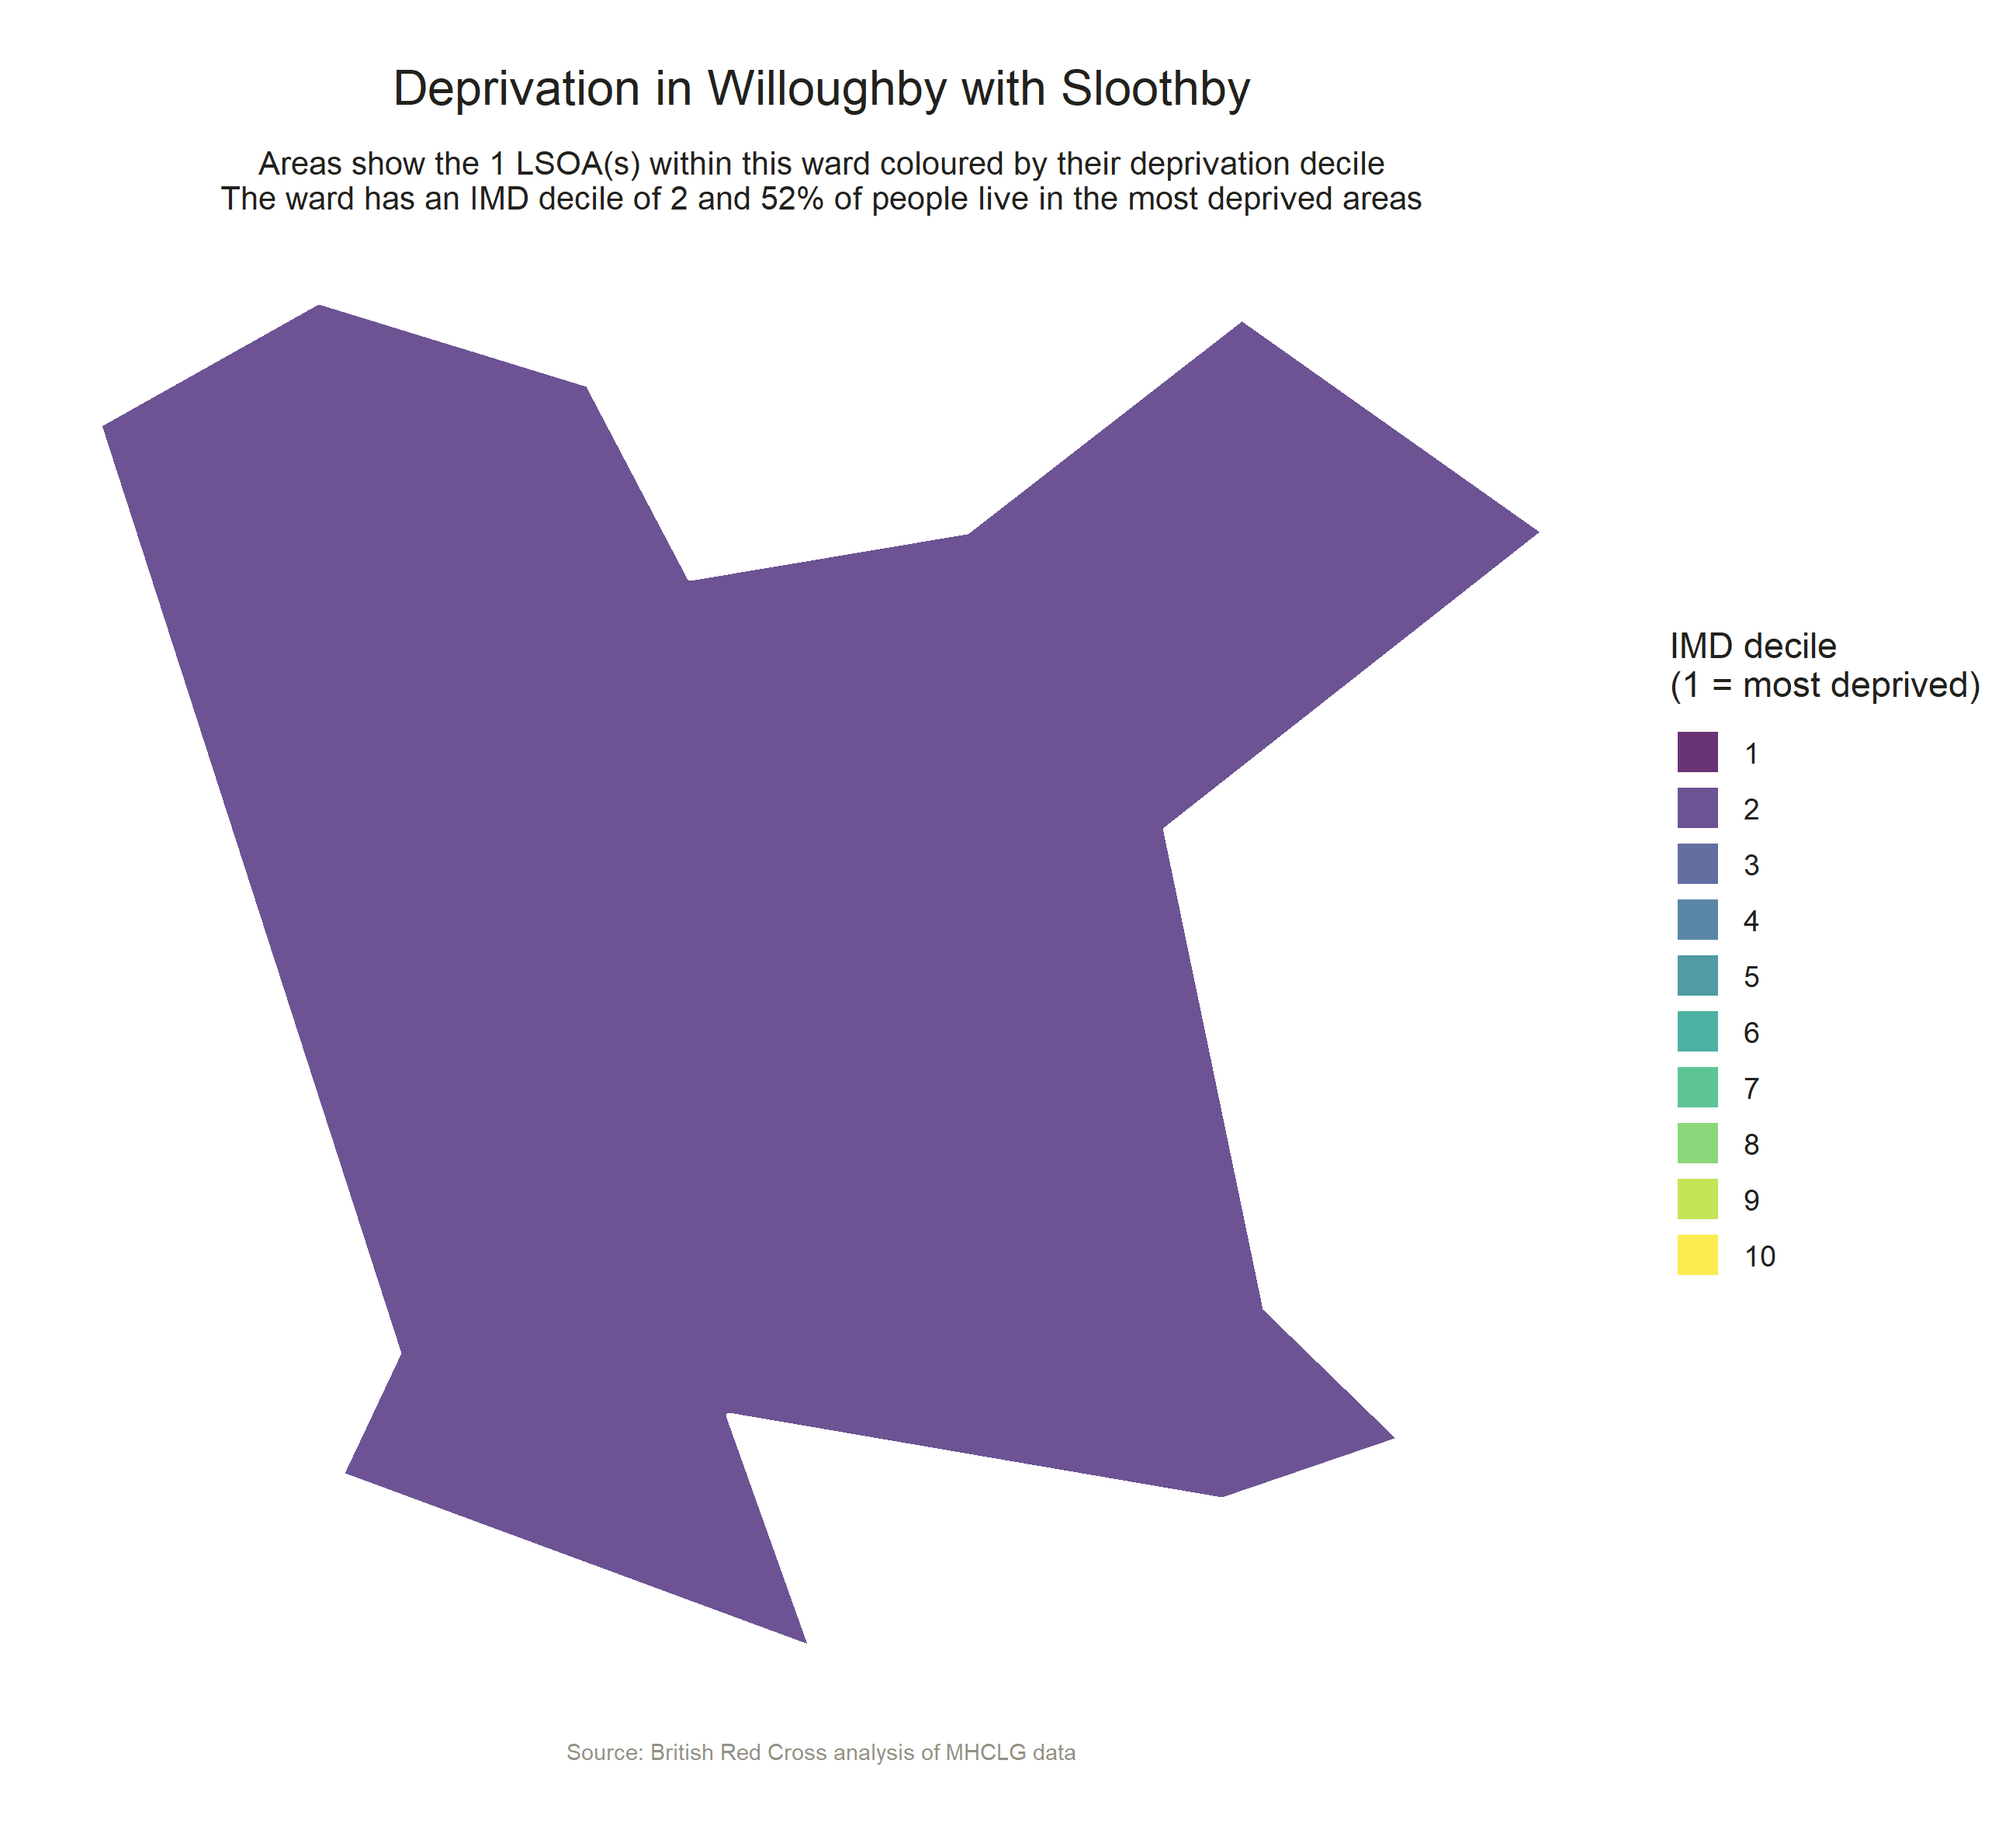 Deprivation in Willoughby with Sloothby
Areas show the 1 LSOA(s) within this ward coloured by their deprivation decile
The ward has an IMD decile of 2 and 52% of people live in the most deprived areas
IMD decile
(1 = most deprived)
1
2
3
4
5
6
7
8
9
10
Source: British Red Cross analysis of MHCLG data